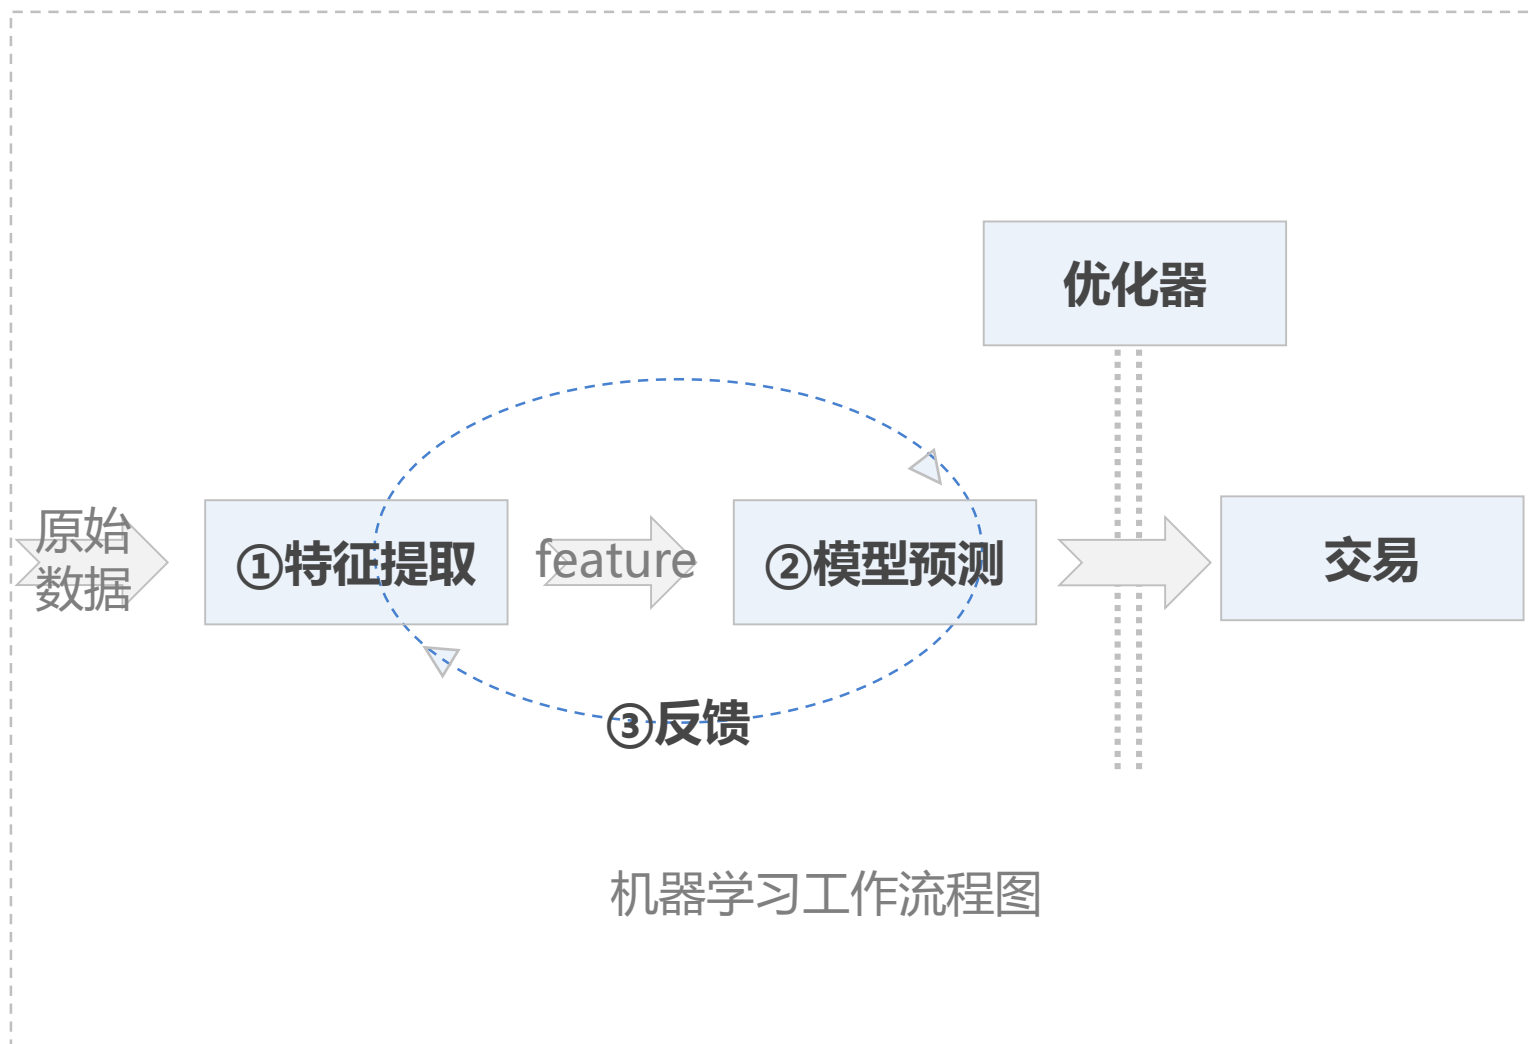 优化器
原始
数据
①特征提取
feature
②模型预测
交易
③反馈
机器学习工作流程图